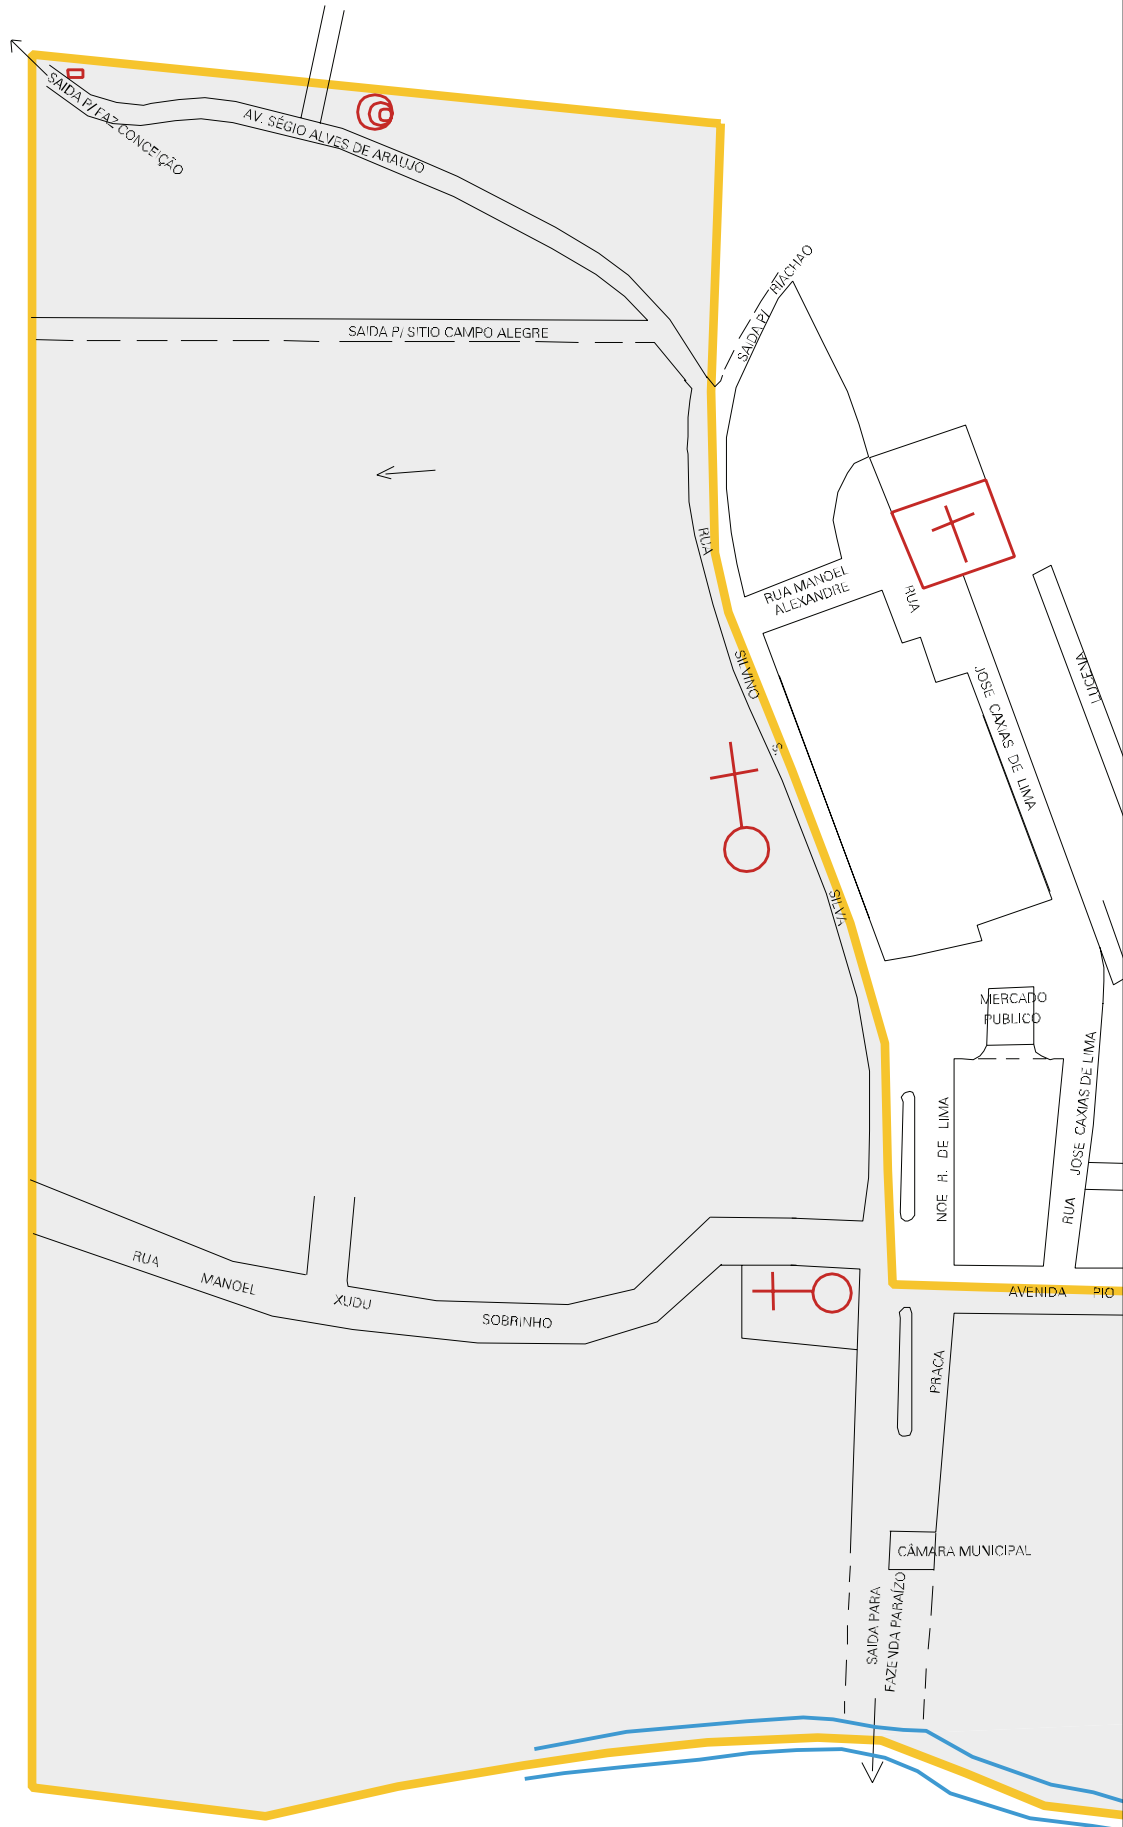 SAIDA P/ FAZ CONCEIÇÃO
AV. SÉGIO ALVES DE ARAUJO
SAIDA P/ RIACHAO
SAIDA P/ SITIO CAMPO ALEGRE
RUA
SILVINO
S.
SILVA
RUA MANOEL
ALEXANDRE
RUA
JOSE CAXIAS DE LIMA
LUCENA
MERCADO
PUBLICO
NOE R. DE LIMA
RUA JOSE CAXIAS DE LIMA
RUA MANOEL XUDU SOBRINHO
AVENIDA PIO
PRACA
CÂMARA MUNICIPAL
SAIDA PARA
FAZENDA PARAÍZO